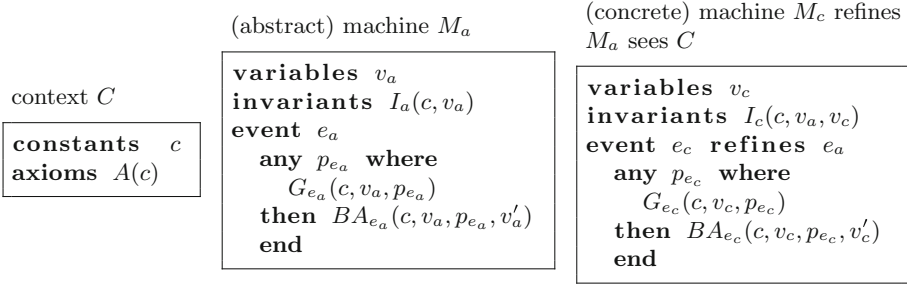 context C
constants c
axioms A(c)
(abstract) machine M_a
variables v_a
invariants I_a(c, v_a)
event e_a
any p_{e_a} where
G_{e_a}(c, v_a, p_{e_a})
then BA_{e_a}(c, v_a, p_{e_a}, v'_a)
end
(concrete) machine M_c refines
M_a sees C
variables v_c
invariants I_c(c, v_a, v_c)
event e_c refines e_a
any p_{e_c} where
G_{e_c}(c, v_c, p_{e_c})
then BA_{e_c}(c, v_c, p_{e_c}, v'_c)
end